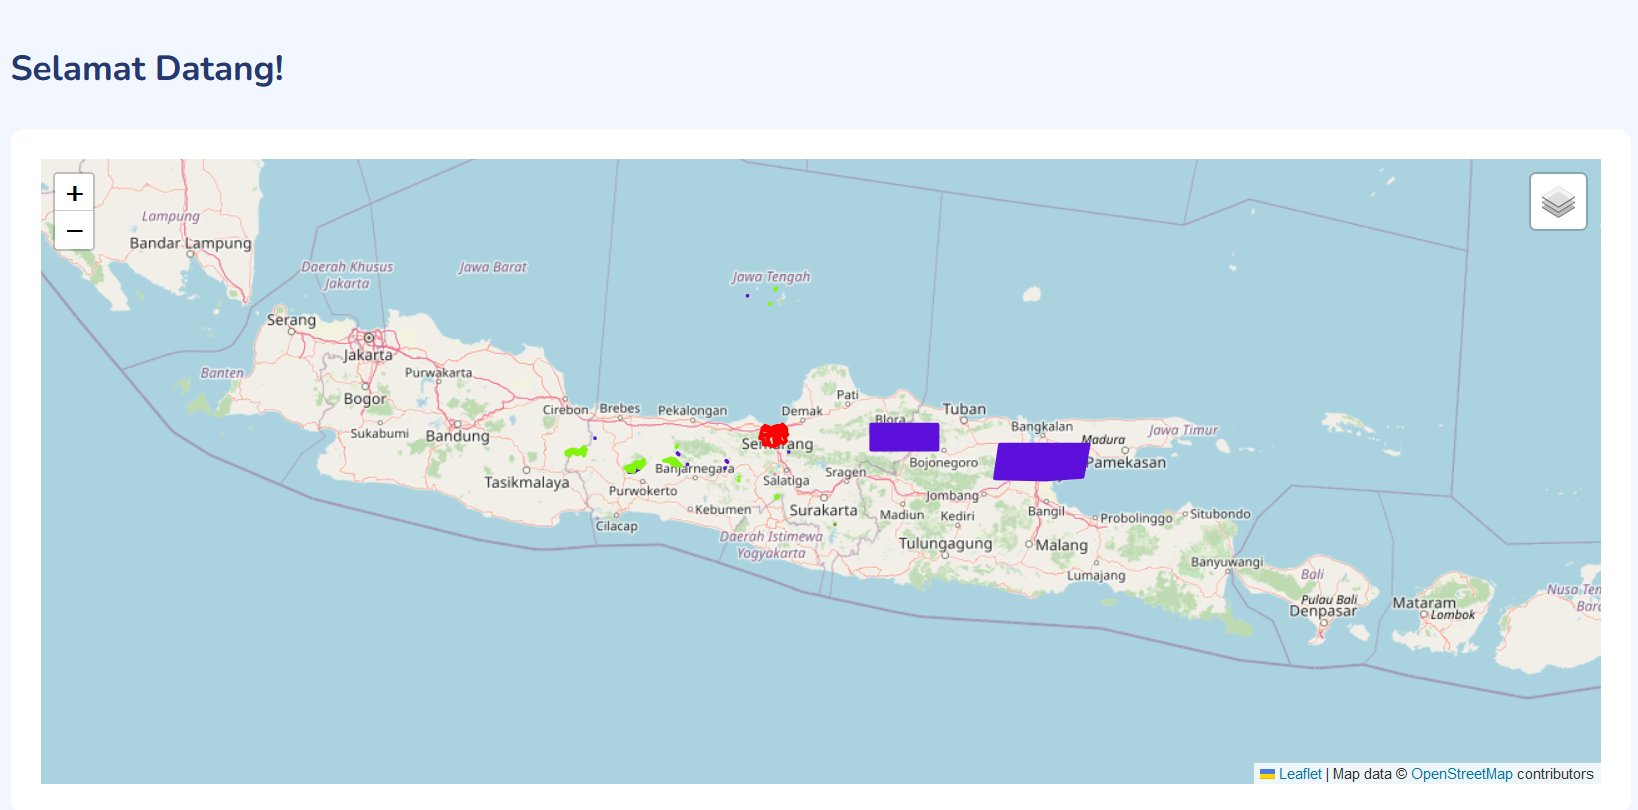 Selamat Datang!
+
−
Lampung
Bandar Lampung
Daerah Khusus
Jakarta
Jawa Barat
Jawa Tengah
Serang
Jakarta
Banten
Purwakarta
Bogor
Cirebon
Brebes
Pekalongan
Demak
Pati
Blora
Tuban
Sukabumi
Bandung
Semarang
Bangkalan
Madura
Jawa Timur
Bojonegoro
Pamekasan
Tasikmalaya
Banjarnegara
Purwokerto
Salatiga
Sragen
Jombang
Kebumen
Surakarta
Madiun
Kediri
Bangil
Probolinggo
Situbondo
Cilacap
Daerah Istimewa
Yogyakarta
Tulungagung
Malang
Lumajang
Banyuwangi
Bali
Pulau Bali
Denpasar
Mataram
Lombok
Nusa Ten
Bara
Leaflet | Map data © OpenStreetMap contributors